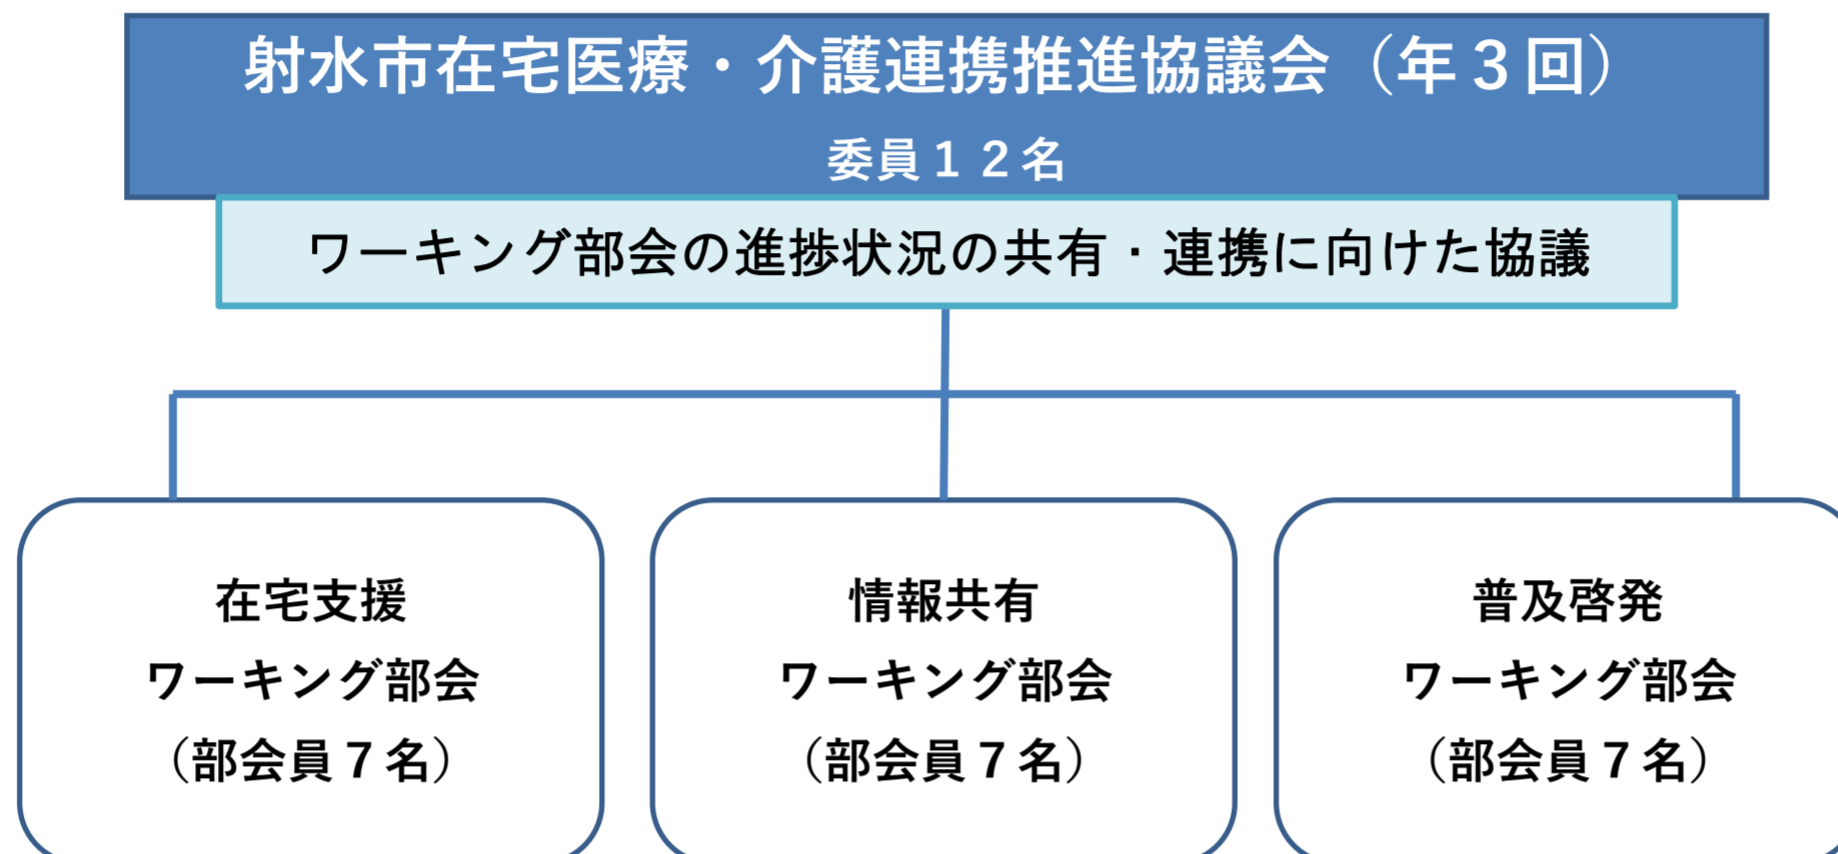 射水市在宅医療・介護連携推進協議会（年３回）
委員１２名
ワーキング部会の進捗状況の共有・連携に向けた協議
在宅支援
ワーキング部会
（部会員７名）
情報共有
ワーキング部会
（部会員７名）
普及啓発
ワーキング部会
（部会員７名）